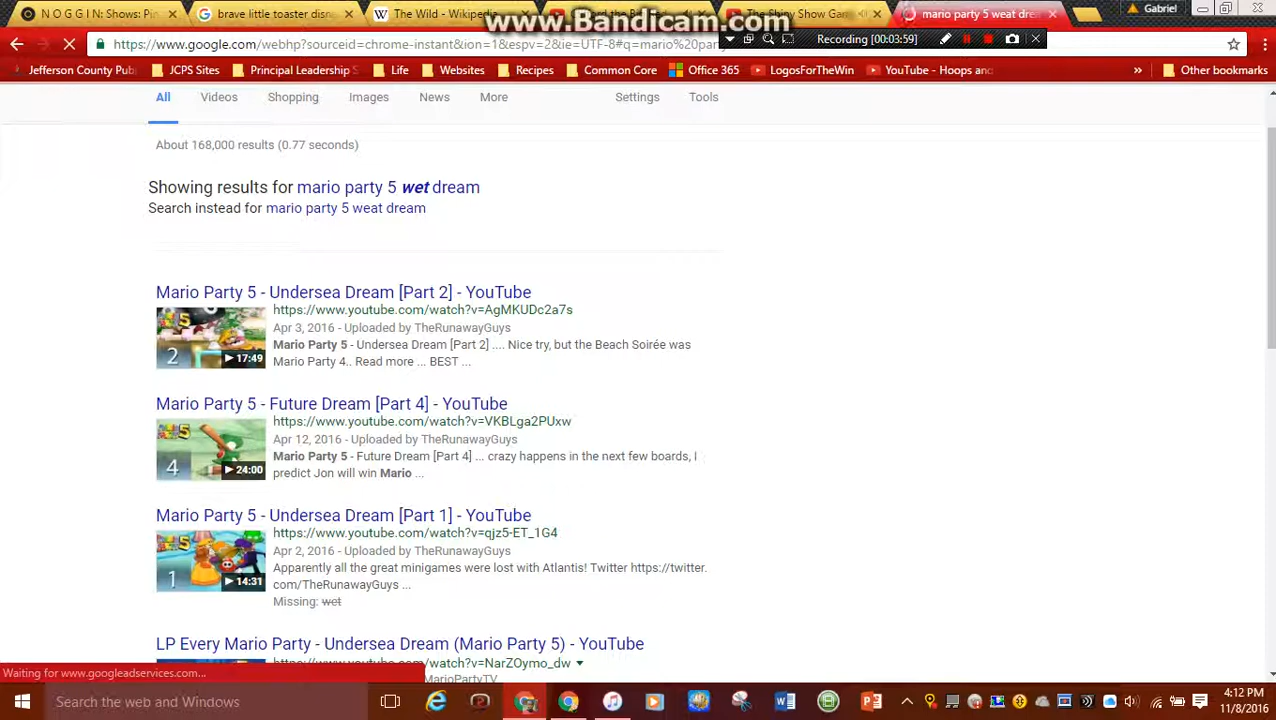 N O G G I N: Shows: Pi
brave little toaster disn
The Wild - Wikipedia
The Shiny Show Gam
mario party 5 weat dre
Gabriel
www.Bandicam.com
Recording [00:03:59]
https://www.google.com/webhp?sourceid=chrome-instant&ion=1&espv=2&ie=UTF-8#q=mario%20par
Jefferson County Pub
JCPS Sites
Principal Leadership
Life
Websites
Recipes
Common Core
Office 365
LogosForTheWin
YouTube - Hoops and
»
Other bookmarks
All Videos Shopping Images News More Settings Tools
About 168,000 results (0.77 seconds)
Showing results for mario party 5 wet dream
Search instead for mario party 5 weat dream
Mario Party 5 - Undersea Dream [Part 2] - YouTube
https://www.youtube.com/watch?v=AgMKUDc2a7s
Apr 3, 2016 - Uploaded by TheRunawayGuys
Mario Party 5 - Undersea Dream [Part 2] .... Nice try, but the Beach Soirée was
Mario Party 4.. Read more ... BEST ...
5
2
17:49
Mario Party 5 - Future Dream [Part 4] - YouTube
https://www.youtube.com/watch?v=VKBLga2PUxw
Apr 12, 2016 - Uploaded by TheRunawayGuys
Mario Party 5 - Future Dream [Part 4] ... crazy happens in the next few boards, I
predict Jon will win Mario ...
5
4
24:00
Mario Party 5 - Undersea Dream [Part 1] - YouTube
https://www.youtube.com/watch?v=qjz5-ET_1G4
Apr 2, 2016 - Uploaded by TheRunawayGuys
Apparently all the great minigames were lost with Atlantis! Twitter https://twitter.
com/TheRunawayGuys ...
Missing: wet
5
1
14:31
LP Every Mario Party - Undersea Dream (Mario Party 5) - YouTube
https://www.youtube.com/watch?v=NarZOymo_dw
MarioPartyTV
Waiting for www.googleadservices.com...
Search the web and Windows
4:12 PM
11/8/2016